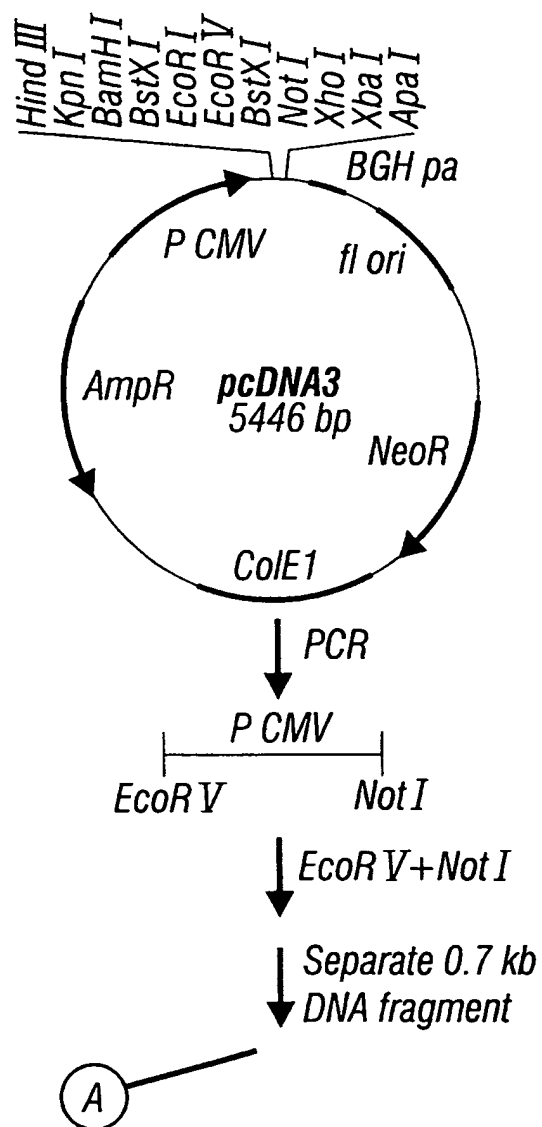 Hind III
Kpn I
BamH I
BstX I
EcoR I
EcoR V
BstX I
Not I
Xho I
Xba I
Apa I
BGH pa
P CMV
fl ori
AmpR
pcDNA3
5446 bp
NeoR
ColE1
PCR
P CMV
EcoR V
Not I
EcoR V+Not I
Separate 0.7 kb
DNA fragment
A